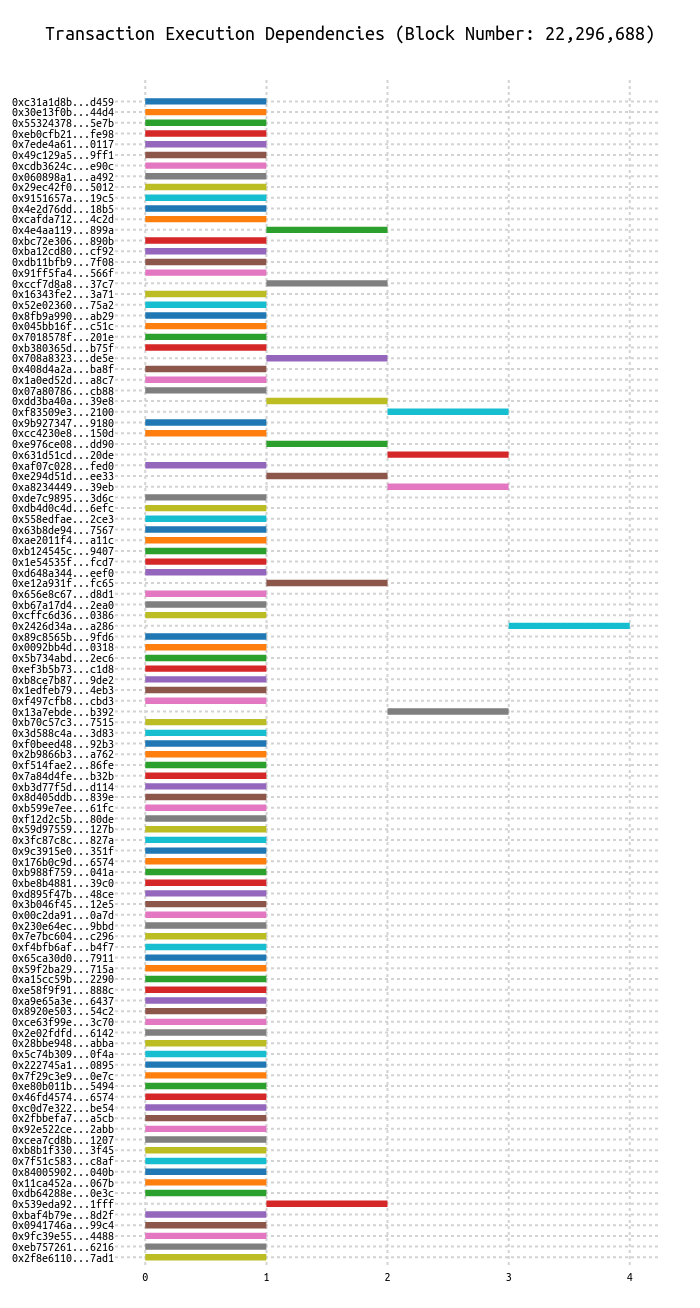 Transaction Execution Dependencies (Block Number: 22,296,688)
0xc31a1d8b...d459
0x30e13f0b...44d4
0x55324378...5e7b
0xeb0cfb21...fe98
0x7ede4a61...0117
0x49c129a5...9ff1
0xcdb3624c...e90c
0x060898a1...a492
0x29ec42f0...5012
0x9151657a...19c5
0x4e2d76dd...18b5
0xcafda712...4c2d
0x4e4aa119...899a
0xbc72e306...890b
0xba12cd80...cf92
0xdb11bfb9...7f08
0x91ff5fa4...566f
0xccf7d8a8...37c7
0x16343fe2...3a71
0x52e02360...75a2
0x8fb9a990...ab29
0x045bb16f...c51c
0x7018578f...201e
0xb380365d...b75f
0x708a8323...de5e
0x408d4a2a...ba8f
0x1a0ed52d...a8c7
0x07a80786...cb88
0xdd3ba40a...39e8
0xf83509e3...2100
0x9b927347...9180
0xcc4230e8...150d
0xe976ce08...dd90
0x631d51cd...20de
0xaf07c028...fed0
0xe294d51d...ee33
0xa8234449...39eb
0xde7c9895...3d6c
0xdb4d0c4d...6efc
0x558edfae...2ce3
0x63b8de94...7567
0xae2011f4...a11c
0xb124545c...9407
0x1e54535f...fcd7
0xd648a344...eef0
0xe12a931f...fc65
0x656e8c67...d8d1
0xb67a17d4...2ea0
0xcffc6d36...0386
0x2426d34a...a286
0x89c8565b...9fd6
0x0092bb4d...0318
0x5b734abd...2ec6
0xef3b5b73...c1d8
0xb8ce7b87...9de2
0x1edfeb79...4eb3
0xf497cfb8...cbd3
0x13a7ebde...b392
0xb70c57c3...7515
0x3d588c4a...3d83
0xf0beed48...92b3
0x2b9866b3...a762
0xf514fae2...86fe
0x7a84d4fe...b32b
0xb3d77f5d...d114
0x8d405ddb...839e
0xb599e7ee...61fc
0xf12d2c5b...80de
0x59d97559...127b
0x3fc87c8c...827a
0x9c3915e0...351f
0x176b0c9d...6574
0xb988f759...041a
0xbe8b4881...39c0
0xd895f47b...48ce
0x3b046f45...12e5
0x00c2da91...0a7d
0x230e64ec...9bbd
0x7e7bc604...c296
0xf4bfb6af...b4f7
0x65ca30d0...7911
0x59f2ba29...715a
0xa15cc59b...2290
0xe58f9f91...888c
0xa9e65a3e...6437
0x8920e503...54c2
0xce63f99e...3c70
0x2e02fdfd...6142
0x28bbe948...abba
0x5c74b309...0f4a
0x222745a1...0895
0x7f29c3e9...0e7c
0xe80b011b...5494
0x46fd4574...6574
0xc0d7e322...be54
0x2fbbefa7...a5cb
0x92e522ce...2abb
0xcea7cd8b...1207
0xb8b1f330...3f45
0x7f51c583...c8af
0x84005902...040b
0x11ca452a...067b
0xdb64288e...0e3c
0x539eda92...1fff
0xbaf4b79e...8d2f
0x0941746a...99c4
0x9fc39e55...4488
0xeb757261...6216
0x2f8e6110...7ad1
0 1 2 3 4